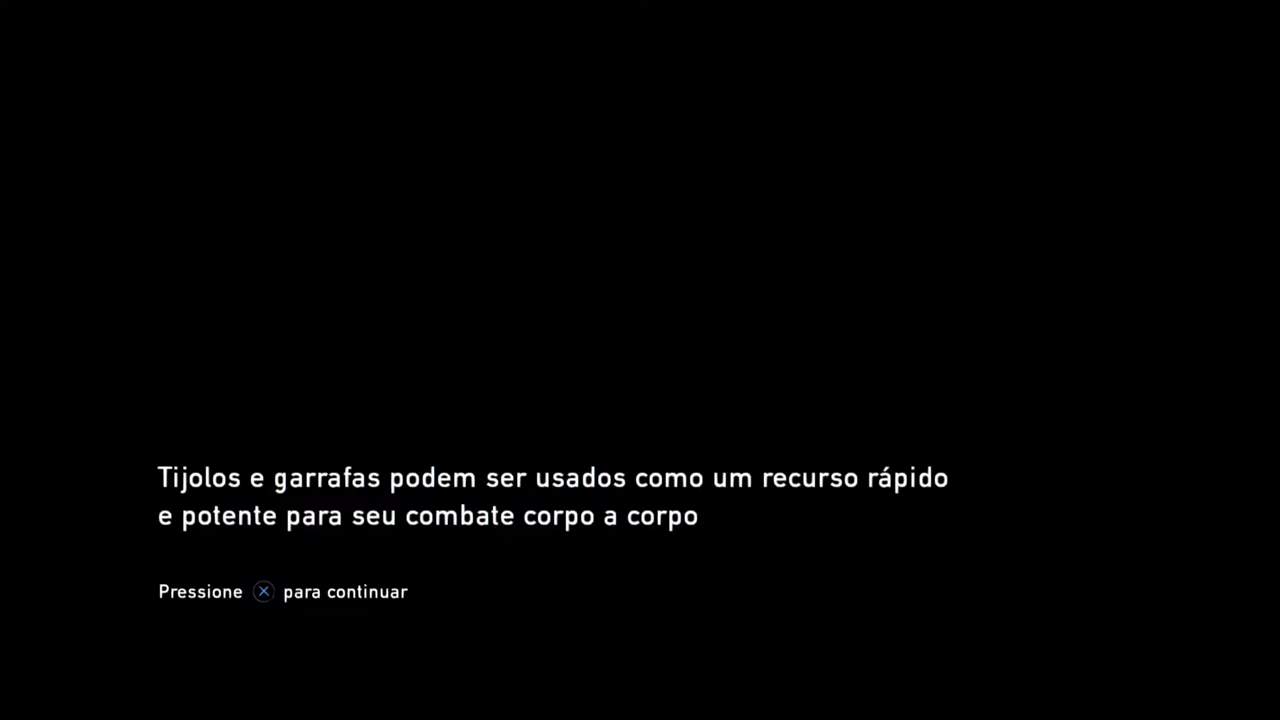 Tijolos e garrafas podem ser usados como um recurso rápido
e potente para seu combate corpo a corpo
Pressione ⓧ para continuar